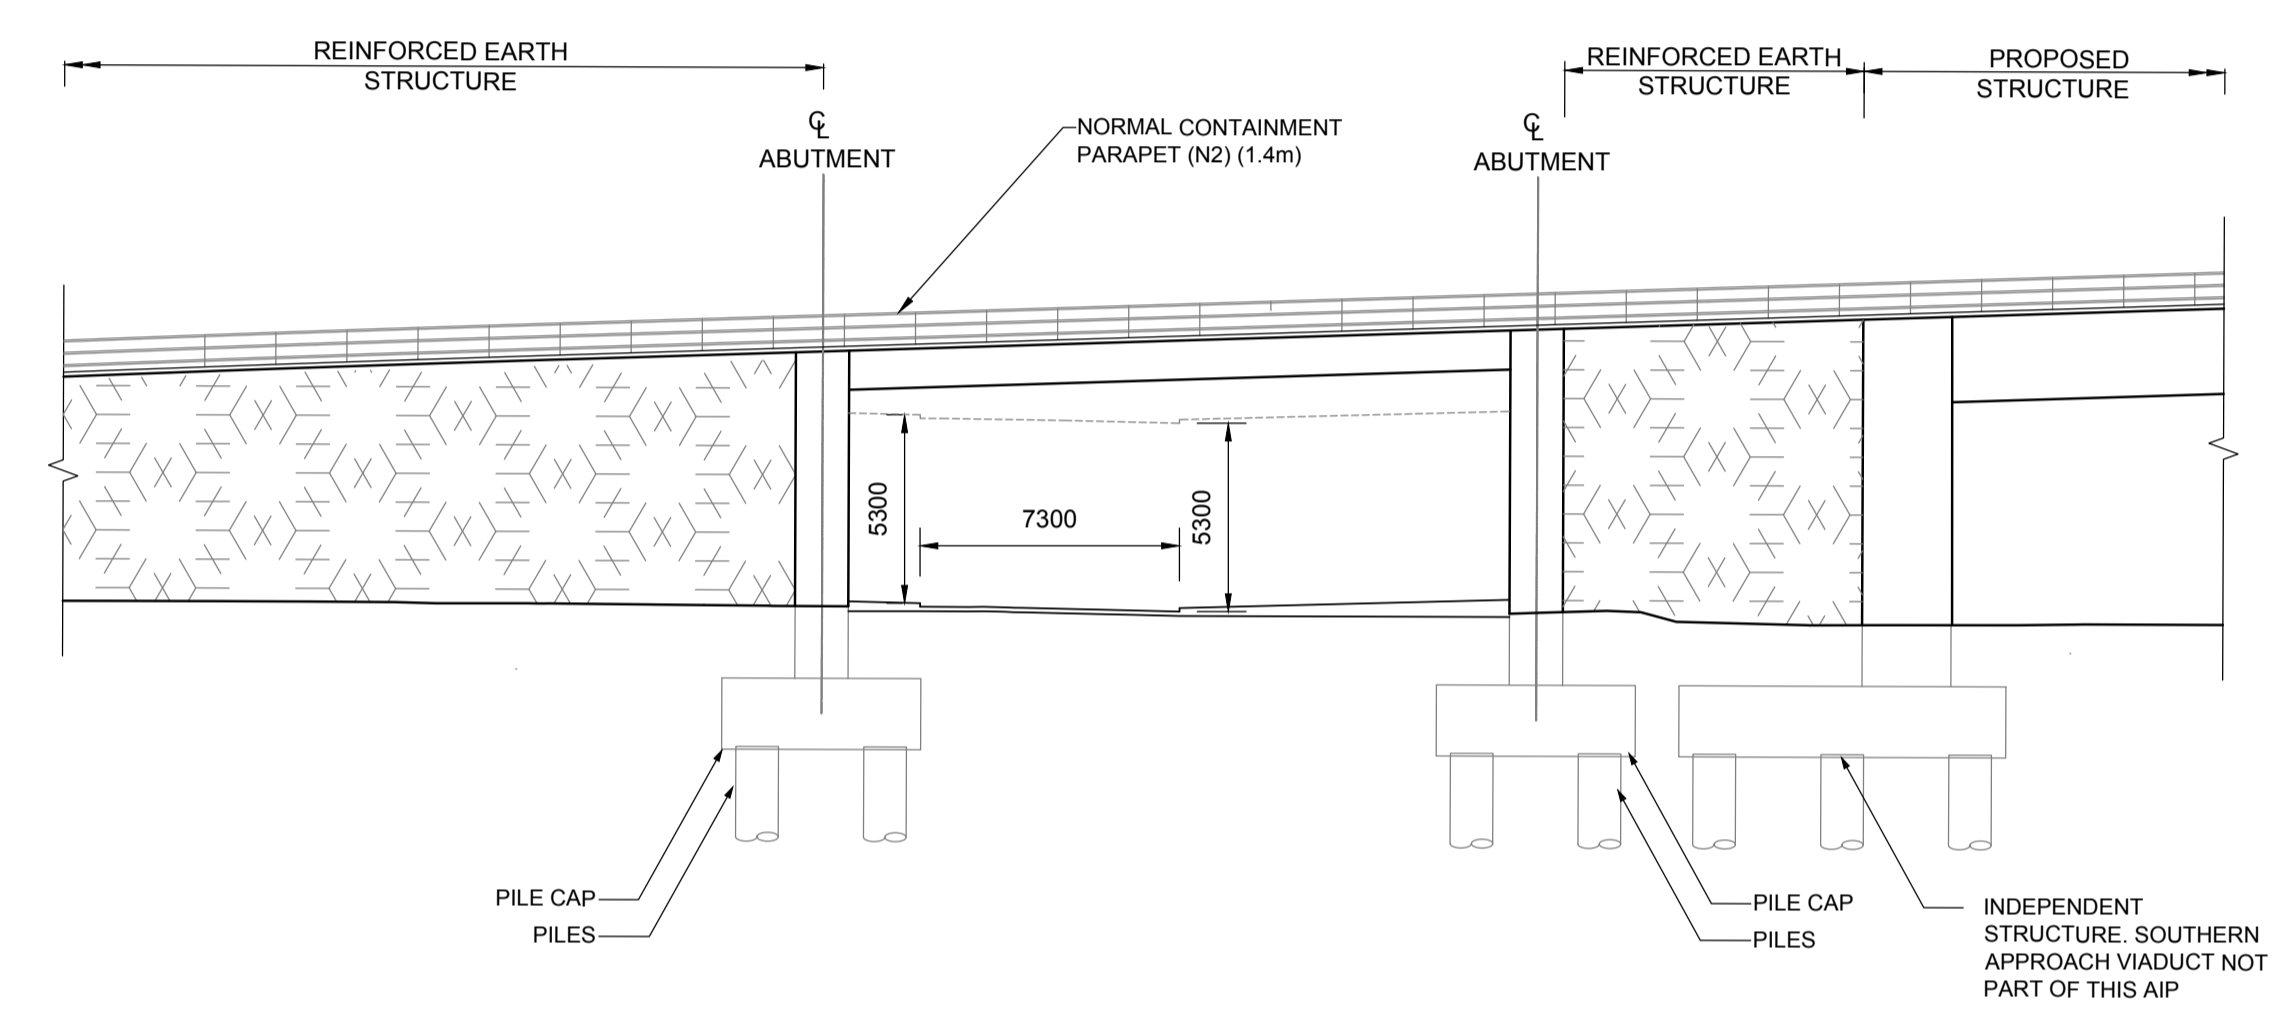 REINFORCED EARTH
STRUCTURE
REINFORCED EARTH
STRUCTURE
PROPOSED
STRUCTURE
℄
ABUTMENT
NORMAL CONTAINMENT
PARAPET (N2) (1.4m)
℄
ABUTMENT
5300
7300
5300
PILE CAP
PILES
PILE CAP
PILES
INDEPENDENT
STRUCTURE. SOUTHERN
APPROACH VIADUCT NOT
PART OF THIS AIP